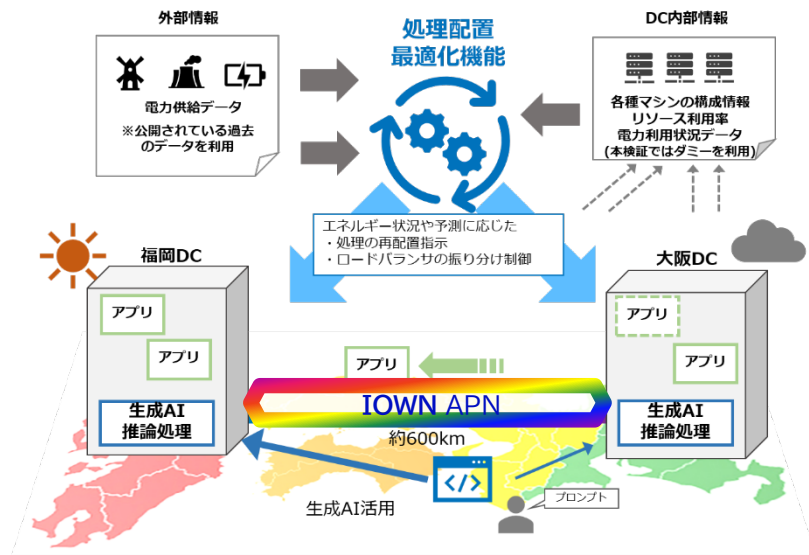 外部情報
電力供給データ
※公開されている過去
のデータを利用
処理配置
最適化機能
DC内部情報
各種マシンの構成情報
リソース利用率
電力利用状況データ
(本検証ではダミーを利用)
エネルギー状況や予測に応じた
・処理の再配置指示
・ロードバランサの振り分け制御
福岡DC
アプリ
アプリ
生成AI
推論処理
大阪DC
アプリ
アプリ
生成AI
推論処理
アプリ
IOWN APN
約600km
</>
生成AI活用
プロンプト